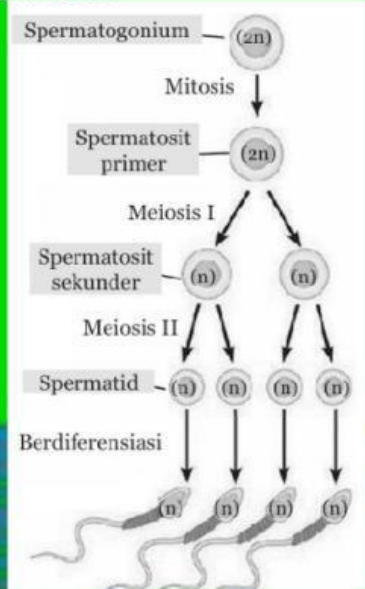 Spermatogonium
(2n)
Mitosis
Spermatosit
primer
(2n)
Meiosis I
Spermatosit
sekunder
(n)
(n)
Meiosis II
Spermatid
(n) (n) (n) (n)
Berdiferensiasi
(n) (n) (n) (n)